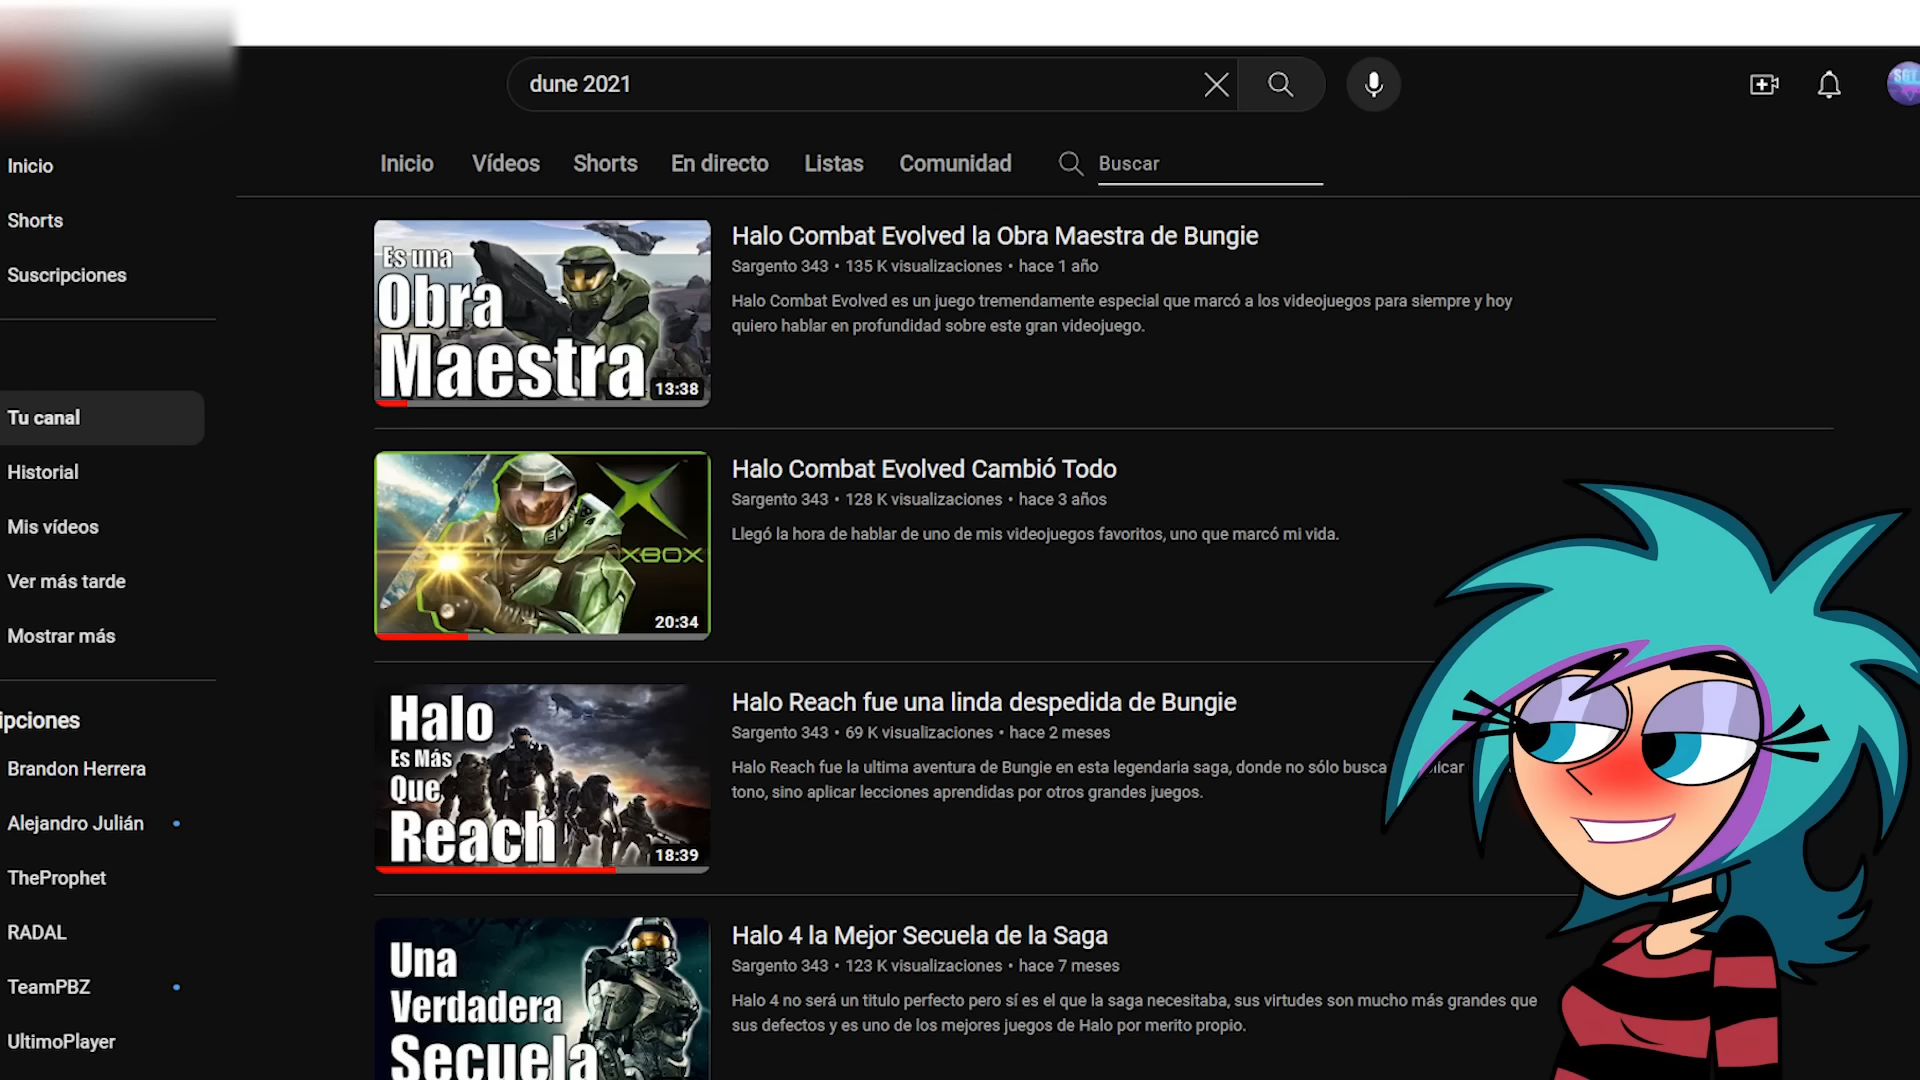 dune 2021
SGT
Inicio
Shorts
Suscripciones
Tu canal
Historial
Mis vídeos
Ver más tarde
Mostrar más
ipciones
Brandon Herrera
Alejandro Julián
TheProphet
RADAL
TeamPBZ
UltimoPlayer
Inicio Vídeos Shorts En directo Listas Comunidad Buscar
Es una
Obra
Maestra
13:38
Halo Combat Evolved la Obra Maestra de Bungie
Sargento 343 • 135 K visualizaciones • hace 1 año
Halo Combat Evolved es un juego tremendamente especial que marcó a los videojuegos para siempre y hoy
quiero hablar en profundidad sobre este gran videojuego.
XBOX
20:34
Halo Combat Evolved Cambió Todo
Sargento 343 • 128 K visualizaciones • hace 3 años
Llegó la hora de hablar de uno de mis videojuegos favoritos, uno que marcó mi vida.
Halo
Es Más
Que
Reach
18:39
Halo Reach fue una linda despedida de Bungie
Sargento 343 • 69 K visualizaciones • hace 2 meses
Halo Reach fue la ultima aventura de Bungie en esta legendaria saga, donde no sólo busca
tono, sino aplicar lecciones aprendidas por otros grandes juegos.
Una
Verdadera
Secuela
Halo 4 la Mejor Secuela de la Saga
Sargento 343 • 123 K visualizaciones • hace 7 meses
Halo 4 no será un titulo perfecto pero sí es el que la saga necesitaba, sus virtudes son mucho más grandes que
sus defectos y es uno de los mejores juegos de Halo por merito propio.